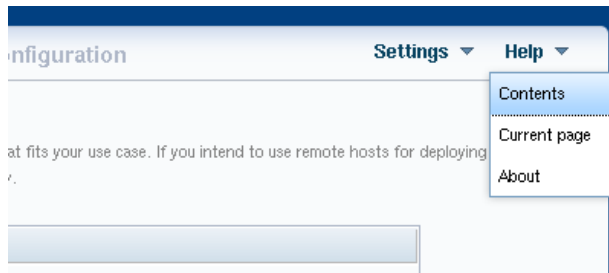 onfiguration
Settings
Help
Contents
Current page
About
at fits your use case. If you intend to use remote hosts for deploying